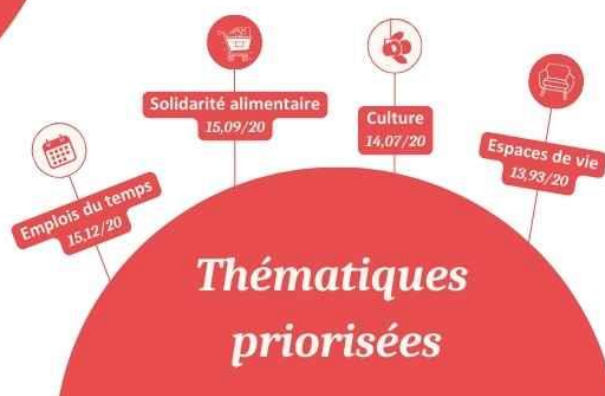 Emplois du temps
15,12/20
Solidarité alimentaire
15,09/20
Culture
14,07/20
Espaces de vie
13,93/20
Thématiques
priorisées